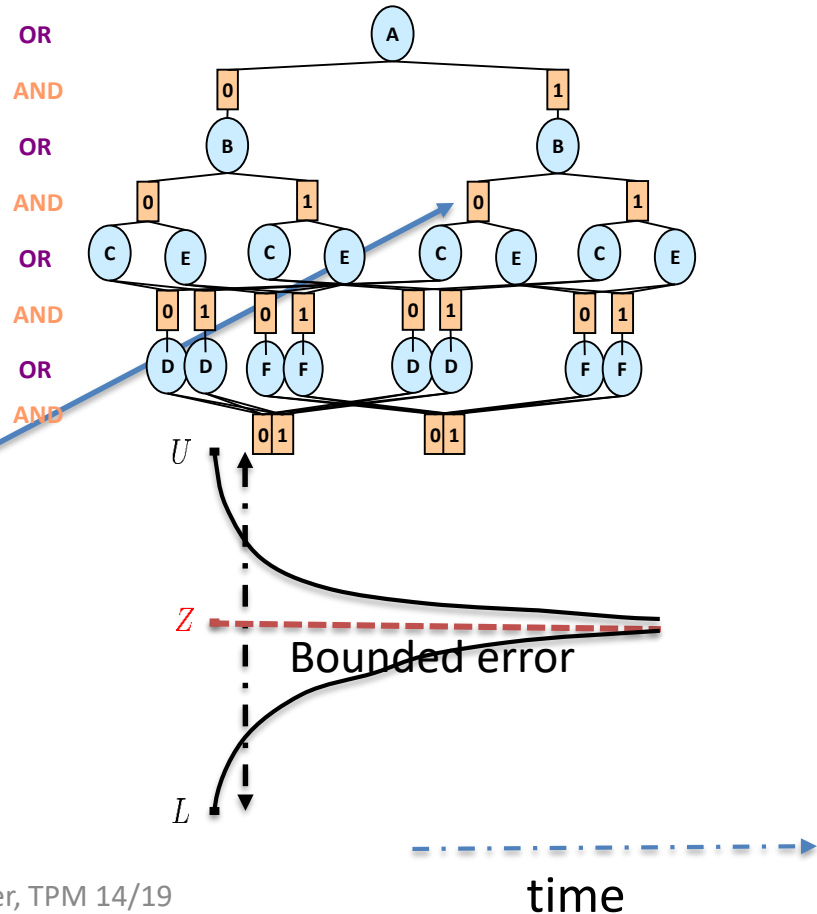 OR A
AND 0 1
OR B B
AND 0 1 0 1
OR C E C E C E C E
AND 0 1 0 1 0 1 0 1
OR D D F F D D F F
AND 0 1 0 1
U
Z
Bounded error
L
time
er, TPM 14/19